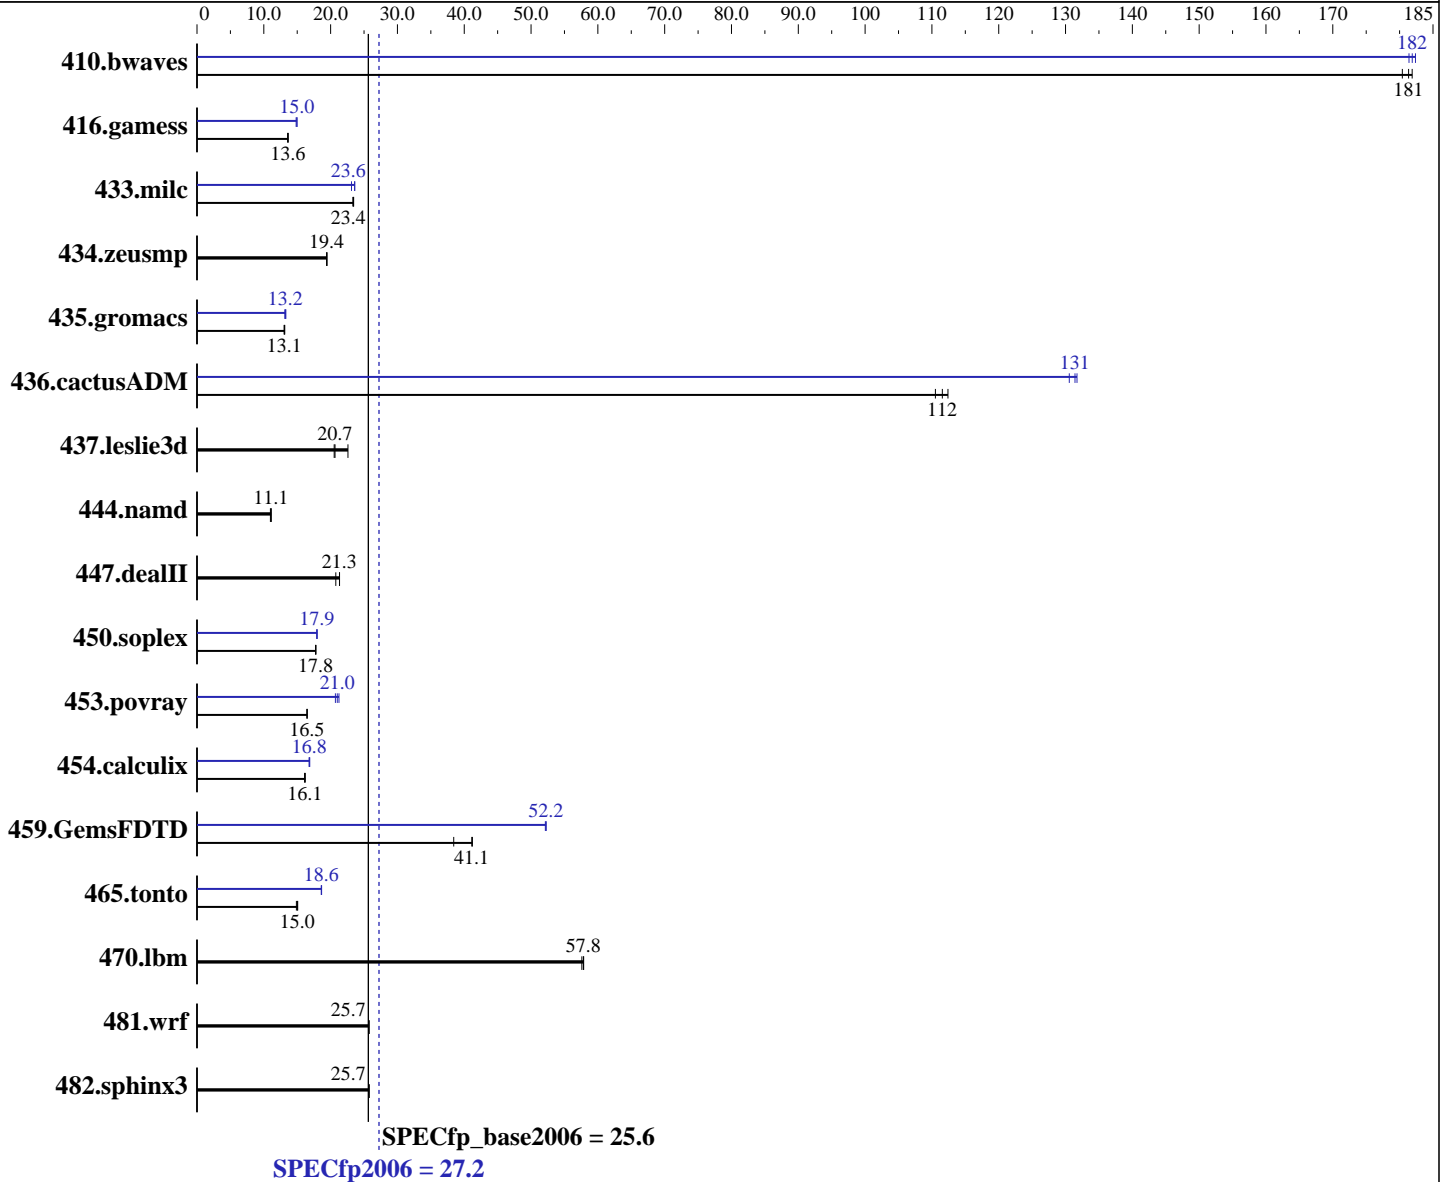 0 10.0 20.0 30.0 40.0 50.0 60.0 70.0 80.0 90.0 100 110 120 130 140 150 160 170 185
182
410.bwaves
181
15.0
416.gamess
13.6
23.6
433.milc
23.4
19.4
434.zeusmp
13.2
435.gromacs
13.1
131
436.cactusADM
112
20.7
437.leslie3d
11.1
444.namd
21.3
447.dealII
17.9
450.soplex
17.8
21.0
453.povray
16.5
16.8
454.calculix
16.1
52.2
459.GemsFDTD
41.1
18.6
465.tonto
15.0
57.8
470.lbm
25.7
481.wrf
25.7
482.sphinx3
SPECfp_base2006 = 25.6
SPECfp2006 = 27.2